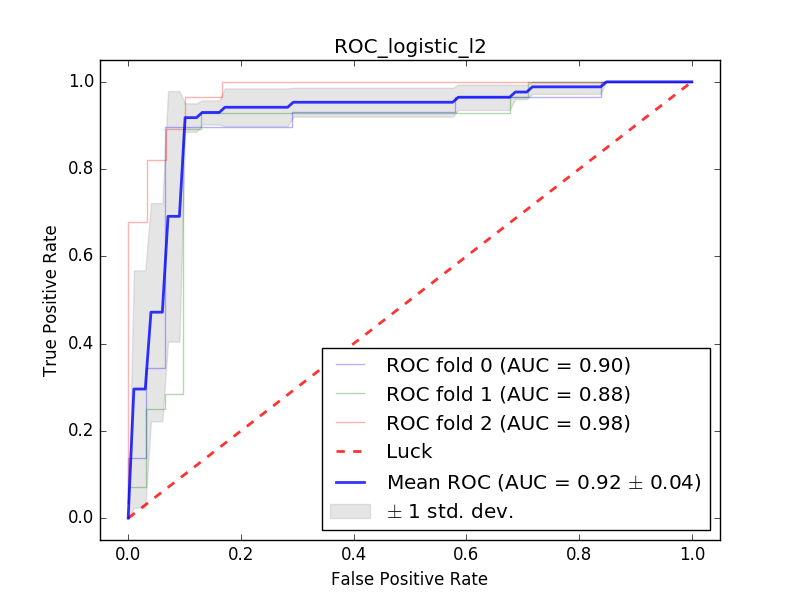 ROC_logistic_l2
1.0
0.8
0.6
0.4
0.2
0.0
True Positive Rate
ROC fold 0 (AUC = 0.90)
ROC fold 1 (AUC = 0.88)
ROC fold 2 (AUC = 0.98)
Luck
Mean ROC (AUC = 0.92 ± 0.04)
± 1 std. dev.
0.0 0.2 0.4 0.6 0.8 1.0
False Positive Rate